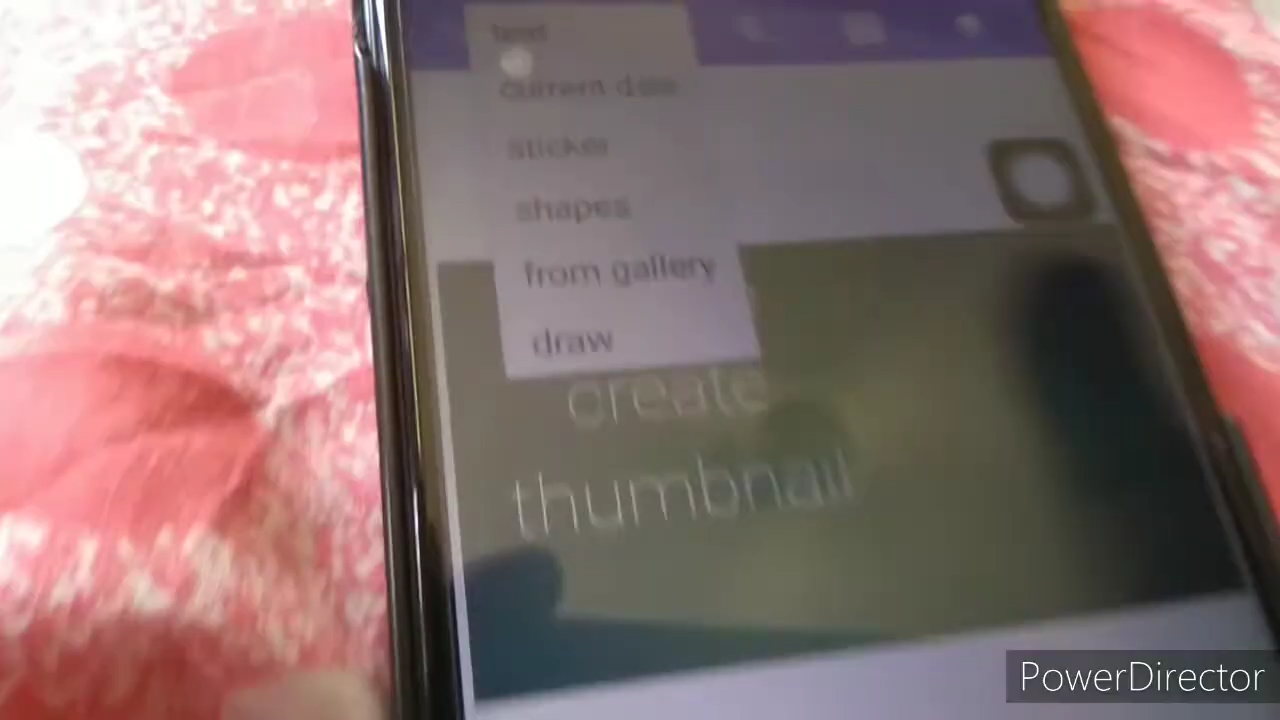 text
current date
sticker
shapes
from gallery
draw
create
thumbnail
PowerDirector